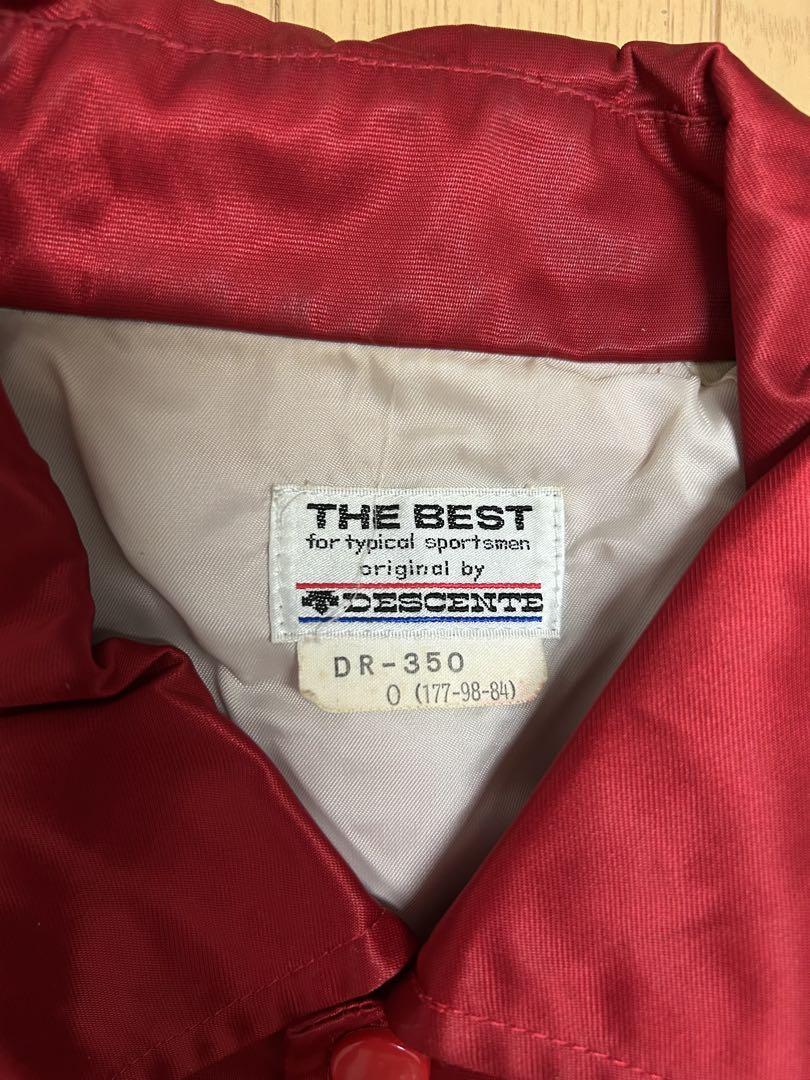 THE BEST
for typical sportsmen
original by
DESCENTE
DR-350
O (177-98-84)